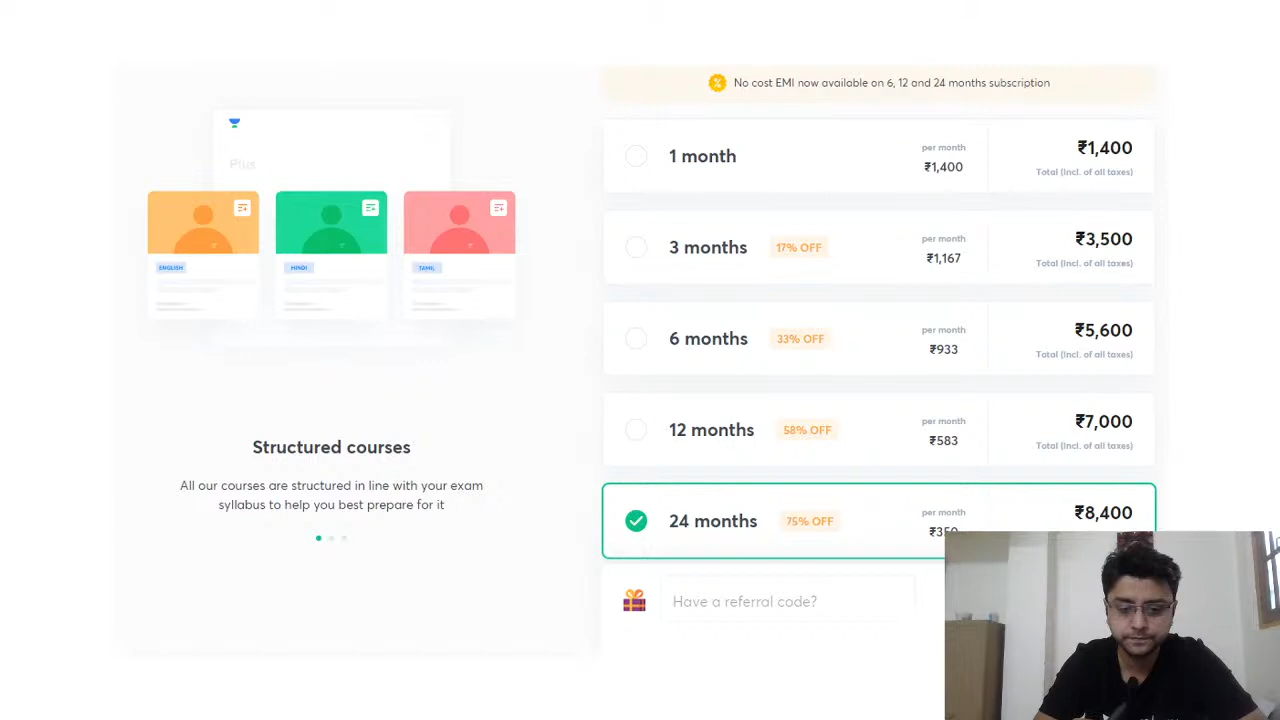 No cost EMI now available on 6, 12 and 24 months subscription
Plus
ENGLISH
HINDI
TAMIL
Structured courses
All our courses are structured in line with your exam
syllabus to help you best prepare for it
1 month
per month
₹1,400
₹1,400
Total (Incl. of all taxes)
3 months
17% OFF
per month
₹1,167
₹3,500
Total (Incl. of all taxes)
6 months
33% OFF
per month
₹933
₹5,600
Total (Incl. of all taxes)
12 months
58% OFF
per month
₹583
₹7,000
Total (Incl. of all taxes)
24 months
75% OFF
per month
₹350
₹8,400
Have a referral code?